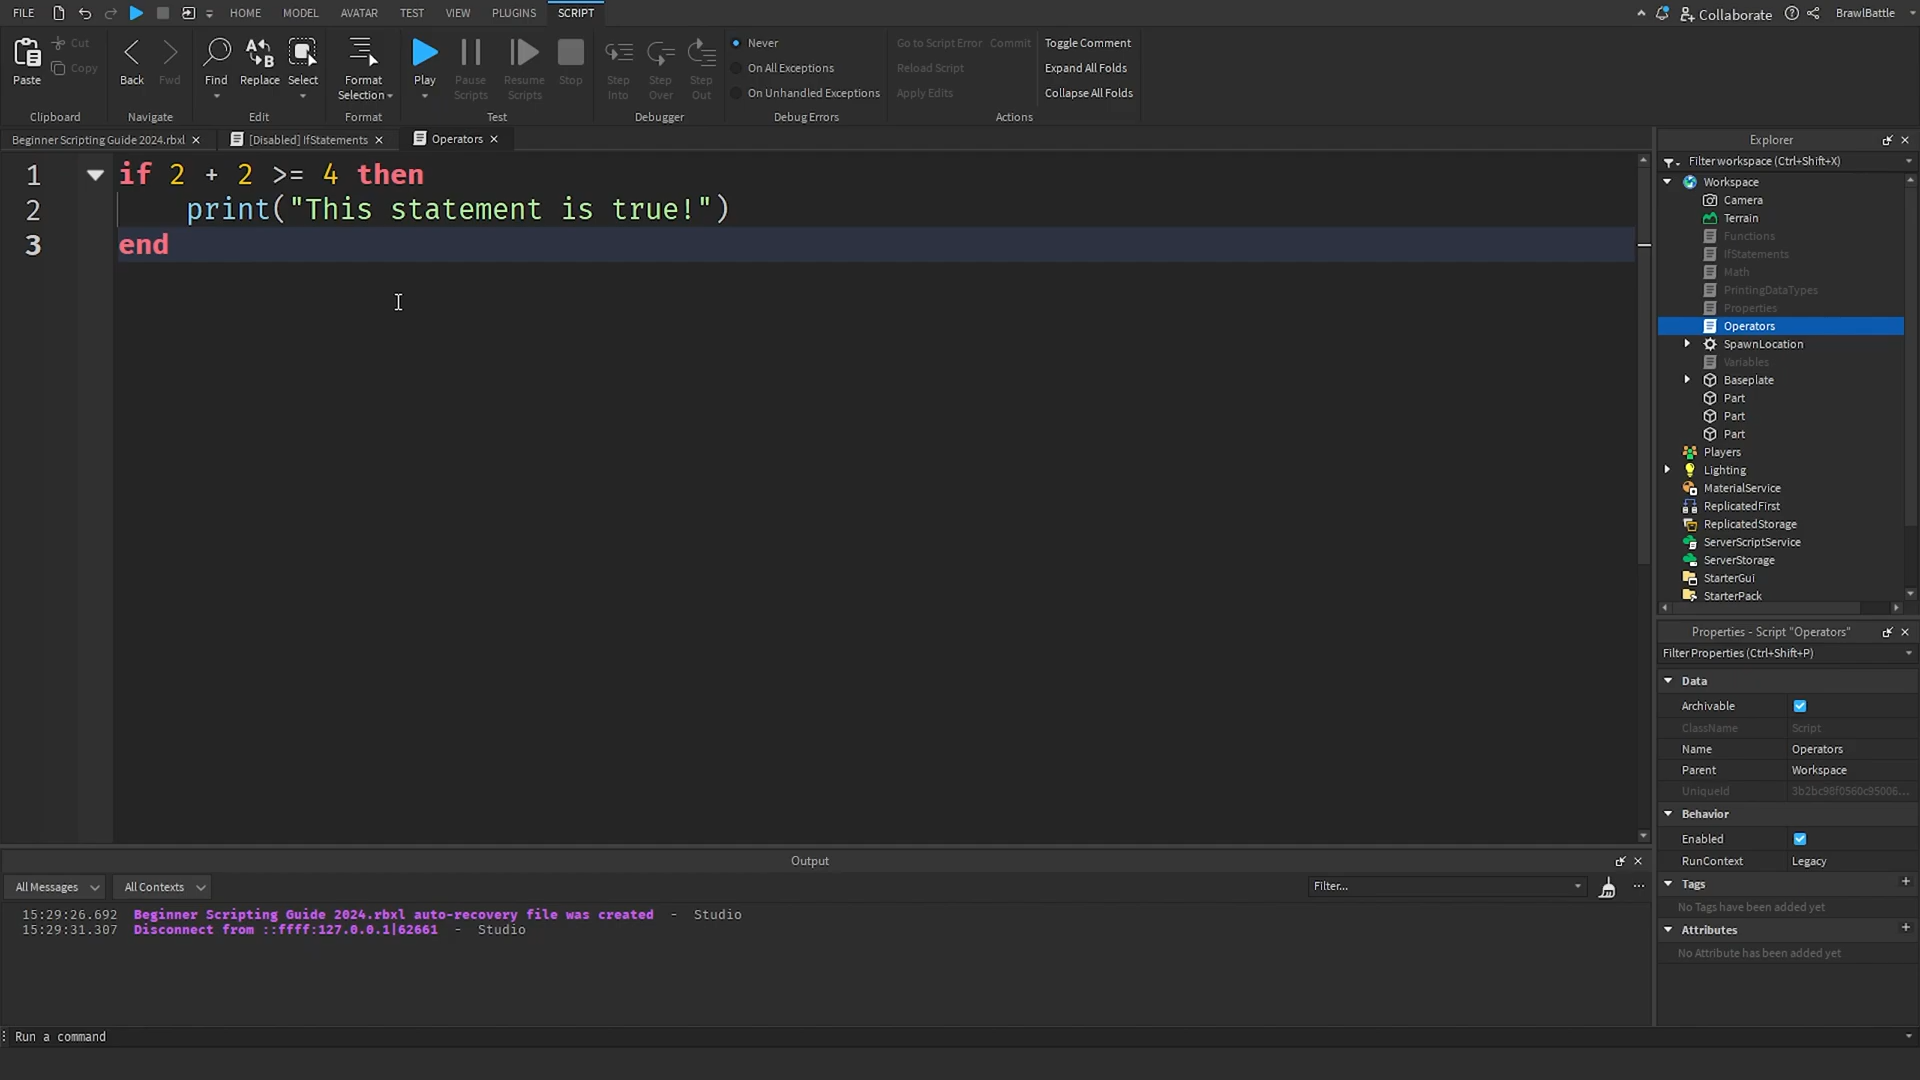 FILE HOME MODEL AVATAR TEST VIEW PLUGINS SCRIPT Collaborate BrawlBattle
Paste Cut Copy
Back Fwd
Find Replace Select
Format Selection
Play Pause Scripts Resume Scripts Stop
Step Into Step Over Step Out
Never
On All Exceptions
On Unhandled Exceptions
Go to Script Error Commit
Reload Script
Apply Edits
Toggle Comment
Expand All Folds
Collapse All Folds
Clipboard Navigate Edit Format Test Debugger Debug Errors Actions
Beginner Scripting Guide 2024.rbxl [Disabled] IfStatements Operators
1 if 2 + 2 >= 4 then
2 print("This statement is true!")
3 end
Explorer
Filter workspace (Ctrl+Shift+X)
Workspace
Camera
Terrain
Functions
IfStatements
Math
PrintingDataTypes
Properties
Operators
SpawnLocation
Variables
Baseplate
Part
Part
Part
Players
Lighting
MaterialService
ReplicatedFirst
ReplicatedStorage
ServerScriptService
ServerStorage
StarterGui
StarterPack
Properties - Script "Operators"
Filter Properties (Ctrl+Shift+P)
Data
Archivable
ClassName Script
Name Operators
Parent Workspace
UniqueId 3b2bc98f0560c95006...
Behavior
Enabled
RunContext Legacy
Tags
No Tags have been added yet
Attributes
No Attribute has been added yet
Output
All Messages All Contexts Filter...
15:29:26.692 Beginner Scripting Guide 2024.rbxl auto-recovery file was created - Studio
15:29:31.307 Disconnect from ::ffff:127.0.0.1|62661 - Studio
Run a command